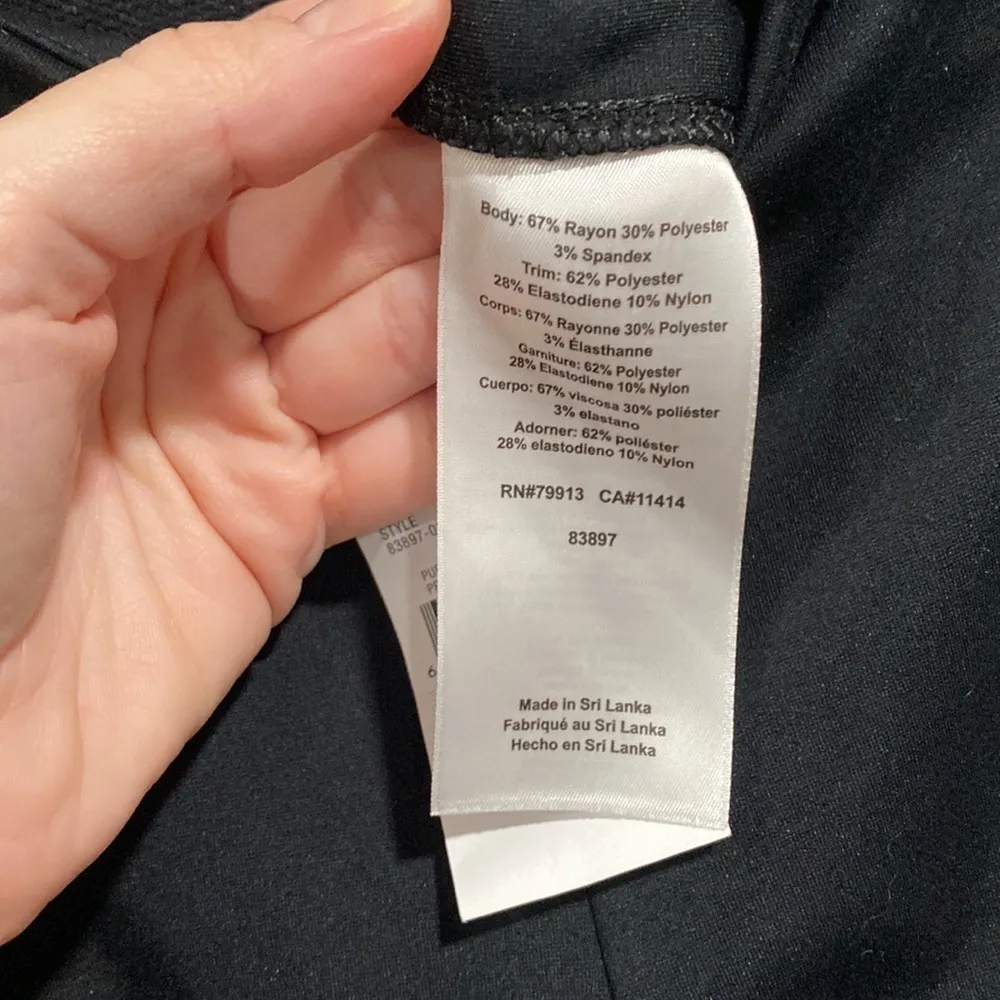 Body: 67% Rayon 30% Polyester
3% Spandex
Trim: 62% Polyester
28% Elastodiene 10% Nylon
Corps: 67% Rayonne 30% Polyester
3% Élasthanne
Garniture: 62% Polyester
28% Elastodiene 10% Nylon
Cuerpo: 67% viscosa 30% poliéster
3% elastano
Adorner: 62% poliéster
28% elastodieno 10% Nylon
RN#79913 CA#11414
83897
Made in Sri Lanka
Fabriqué au Sri Lanka
Hecho en Sri Lanka
STYLE
83897-0
6